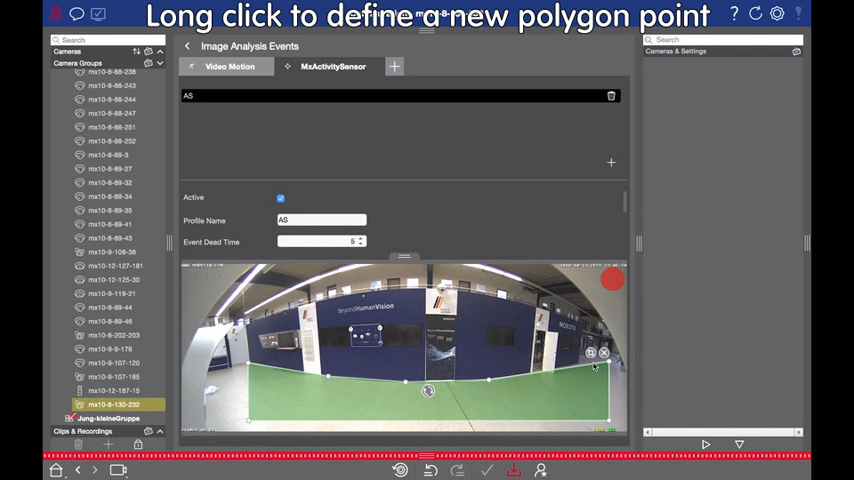 Long click to define a new polygon point
Search
Cameras
Camera Groups
mx10-8-88-238
mx10-8-88-243
mx10-8-88-244
mx10-8-88-247
mx10-8-88-251
mx10-8-88-252
mx10-8-89-3
mx10-8-89-27
mx10-8-89-32
mx10-8-89-34
mx10-8-89-35
mx10-8-89-41
mx10-8-89-43
mx10-9-108-38
mx10-12-127-181
mx10-12-125-30
mx10-9-119-21
mx10-8-89-44
mx10-8-89-46
mx10-8-202-203
mx10-9-9-176
mx10-9-107-120
mx10-9-107-185
mx10-12-187-15
mx10-8-130-232
Jung-kleineGruppe
Clips & Recordings
Image Analysis Events
Video Motion
MxActivitySensor
AS
Active
Profile Name
AS
Event Dead Time
5
BeyondHumanVision
MOBOTIX
Search
Cameras & Settings